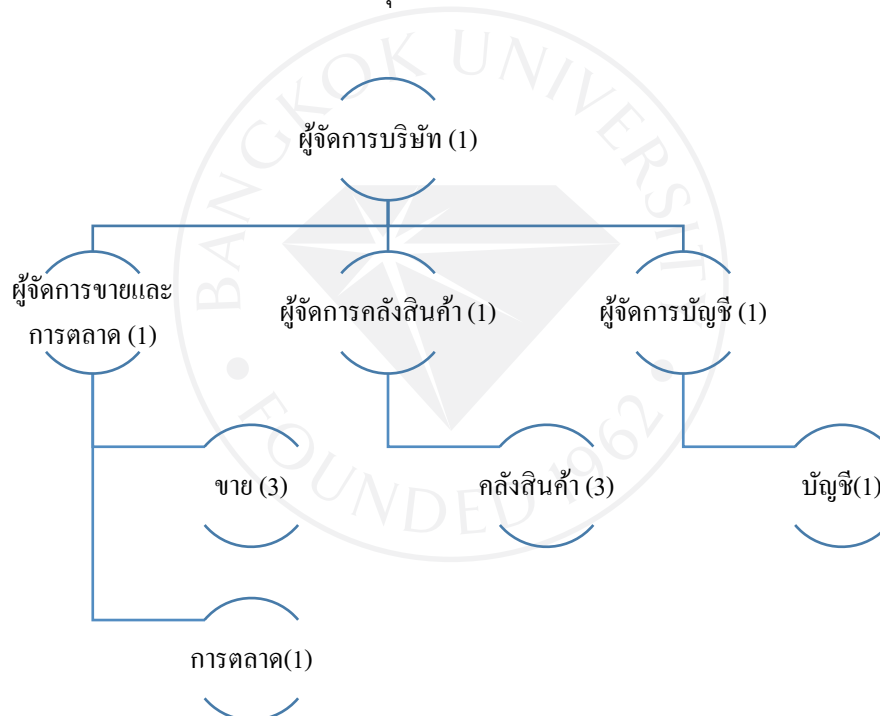 BANGKOK UNIVERSITY
ผู้จัดการบริษัท (1)
ผู้จัดการขายและ
การตลาด (1)
ผู้จัดการคลังสินค้า (1)
ผู้จัดการบัญชี (1)
ขาย (3)
คลังสินค้า (3)
บัญชี(1)
การตลาด(1)
FOUNDED 1962